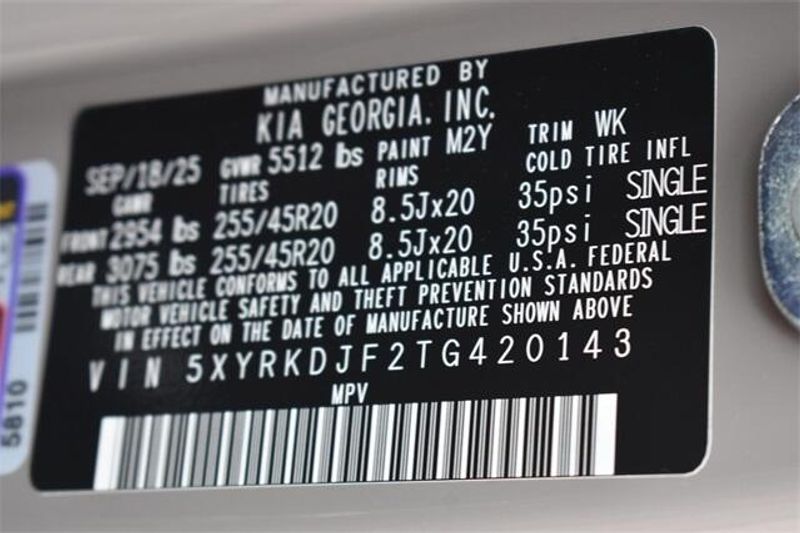 MANUFACTURED BY
KIA GEORGIA. INC.
SEP/18/25 GVWR 5512 lbs PAINT M2Y TRIM WK
GAWR TIRES RIMS COLD TIRE INFL
FRONT 2954 lbs 255/45R20 8.5Jx20 35psi SINGLE
REAR 3075 lbs 255/45R20 8.5Jx20 35psi SINGLE
THIS VEHICLE CONFORMS TO ALL APPLICABLE U.S.A. FEDERAL
MOTOR VEHICLE SAFETY AND THEFT PREVENTION STANDARDS
IN EFFECT ON THE DATE OF MANUFACTURE SHOWN ABOVE
VIN 5XYRKDJF2TG420143
MPV
5810